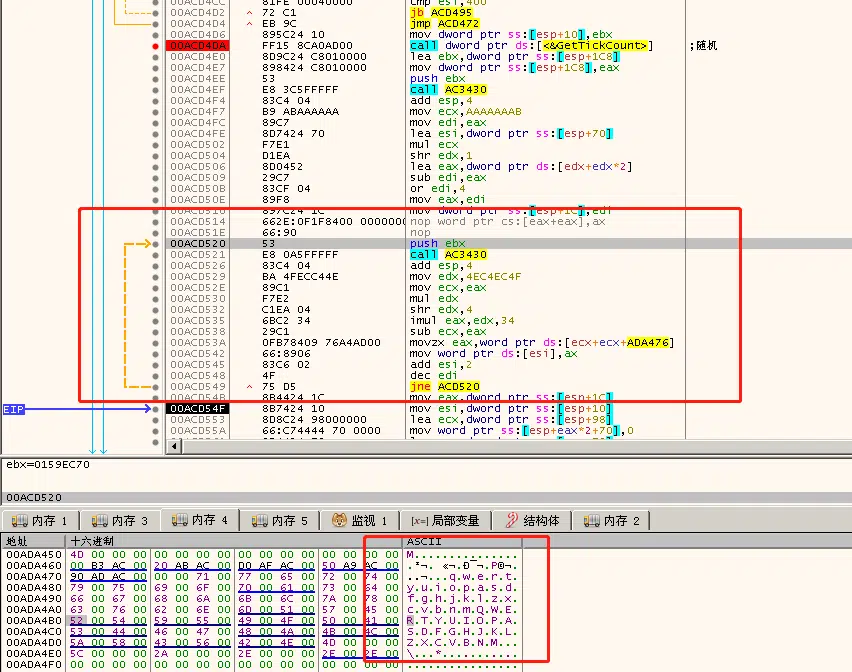 00ACD4CC 81FE 00040000 cmp esi,400
00ACD4D2 ^ 72 C1 jb ACD495
00ACD4D4 ^ EB 9C jmp ACD472
00ACD4D6 895C24 10 mov dword ptr ss:[esp+10],ebx
00ACD4DA FF15 8CA0AD00 call dword ptr ds:[<&GetTickCount>] ;随机
00ACD4E0 8D9C24 C8010000 lea ebx,dword ptr ss:[esp+1C8]
00ACD4E7 898424 C8010000 mov dword ptr ss:[esp+1C8],eax
00ACD4EE 53 push ebx
00ACD4EF E8 3C5FFFFF call AC3430
00ACD4F4 83C4 04 add esp,4
00ACD4F7 B9 ABAAAAAA mov ecx,AAAAAAAB
00ACD4FC 89C7 mov edi,eax
00ACD4FE 8D7424 70 lea esi,dword ptr ss:[esp+70]
00ACD502 F7E1 mul ecx
00ACD504 D1EA shr edx,1
00ACD506 8D0452 lea eax,dword ptr ds:[edx+edx*2]
00ACD509 29C7 sub edi,eax
00ACD50B 83CF 04 or edi,4
00ACD50E 89F8 mov eax,edi
00ACD510 897C24 1C mov dword ptr ss:[esp+1C],edi
00ACD514 662E:0F1F8400 0000000 nop word ptr cs:[eax+eax],ax
00ACD51E 66:90 nop
00ACD520 53 push ebx
00ACD521 E8 0A5FFFFF call AC3430
00ACD526 83C4 04 add esp,4
00ACD529 BA 4FECC44E mov edx,4EC4EC4F
00ACD52E 89C1 mov ecx,eax
00ACD530 F7E2 mul edx
00ACD532 C1EA 04 shr edx,4
00ACD535 6BC2 34 imul eax,edx,34
00ACD538 29C1 sub ecx,eax
00ACD53A 0FB78409 76A4AD00 movzx eax,word ptr ds:[ecx+ecx+ADA476]
00ACD542 66:8906 mov word ptr ds:[esi],ax
00ACD545 83C6 02 add esi,2
00ACD548 4F dec edi
00ACD549 ^ 75 D5 jne ACD520
00ACD54B 8B4424 1C mov eax,dword ptr ss:[esp+1C]
EIP 00ACD54F 8B7424 10 mov esi,dword ptr ss:[esp+10]
00ACD553 8D8C24 98000000 lea ecx,dword ptr ss:[esp+98]
00ACD55A 66:C74444 70 0000 mov word ptr ss:[esp+eax*2+70],0
ebx=0159EC70
00ACD520
内存 1 内存 3 内存 4 内存 5 监视 1 [x=] 局部变量 结构体 内存 2
地址 十六进制 ASCII
00ADA450 4D 00 00 00 00 00 00 00 00 00 00 00 00 00 00 00 M...............
00ADA460 00 B3 AC 00 20 AB AC 00 D0 AF AC 00 50 A9 AC 00 .³¬. «¬.Ð¯¬.P©¬.
00ADA470 90 AD AC 00 00 00 71 00 77 00 65 00 72 00 74 00 ..¬...q.w.e.r.t.
00ADA480 79 00 75 00 69 00 6F 00 70 00 61 00 73 00 64 00 y.u.i.o.p.a.s.d.
00ADA490 66 00 67 00 68 00 6A 00 6B 00 6C 00 7A 00 78 00 f.g.h.j.k.l.z.x.
00ADA4A0 63 00 76 00 62 00 6E 00 6D 00 51 00 57 00 45 00 c.v.b.n.m.Q.W.E.
00ADA4B0 52 00 54 00 59 00 55 00 49 00 4F 00 50 00 41 00 R.T.Y.U.I.O.P.A.
00ADA4C0 53 00 44 00 46 00 47 00 48 00 4A 00 4B 00 4C 00 S.D.F.G.H.J.K.L.
00ADA4D0 5A 00 58 00 43 00 56 00 42 00 4E 00 4D 00 00 00 Z.X.C.V.B.N.M...
00ADA4E0 5C 00 00 00 2A 00 00 00 2E 00 00 00 2E 00 2E 00 \...*...........
00ADA4F0 00 00 00 00 00 00 00 00 00 00 00 00 00 00 00 00 ................